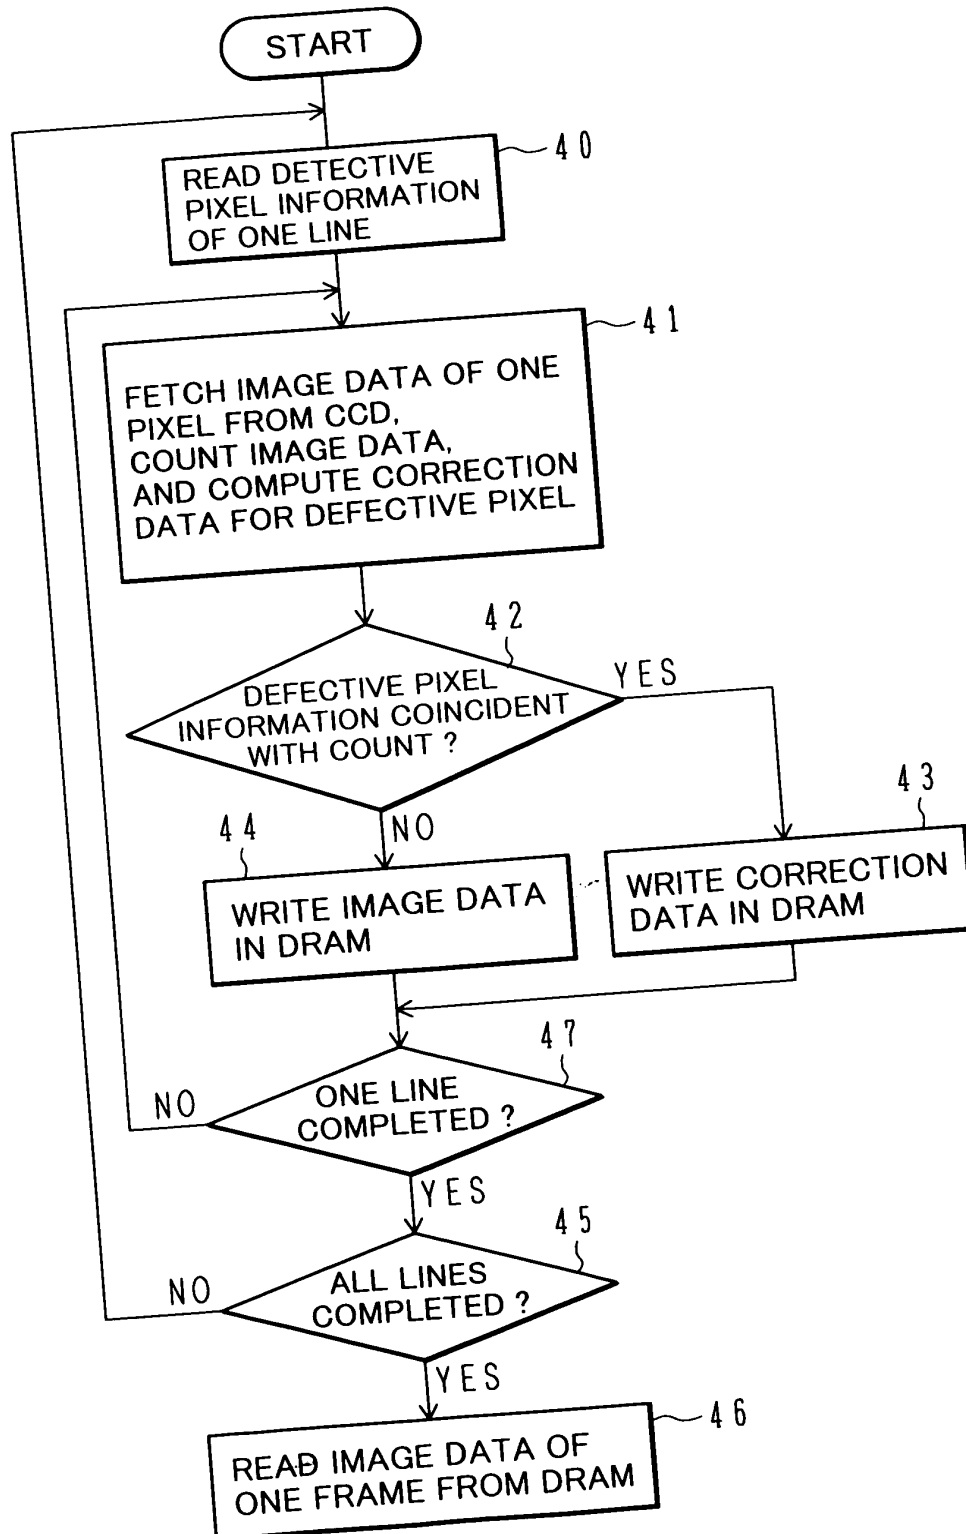 START
40
READ DETECTIVE
PIXEL INFORMATION
OF ONE LINE
41
FETCH IMAGE DATA OF ONE
PIXEL FROM CCD,
COUNT IMAGE DATA,
AND COMPUTE CORRECTION
DATA FOR DEFECTIVE PIXEL
42
DEFECTIVE PIXEL
INFORMATION COINCIDENT
WITH COUNT ?
YES
NO
43
WRITE CORRECTION
DATA IN DRAM
44
WRITE IMAGE DATA
IN DRAM
47
ONE LINE
COMPLETED ?
NO
YES
45
ALL LINES
COMPLETED ?
NO
YES
46
READ IMAGE DATA OF
ONE FRAME FROM DRAM